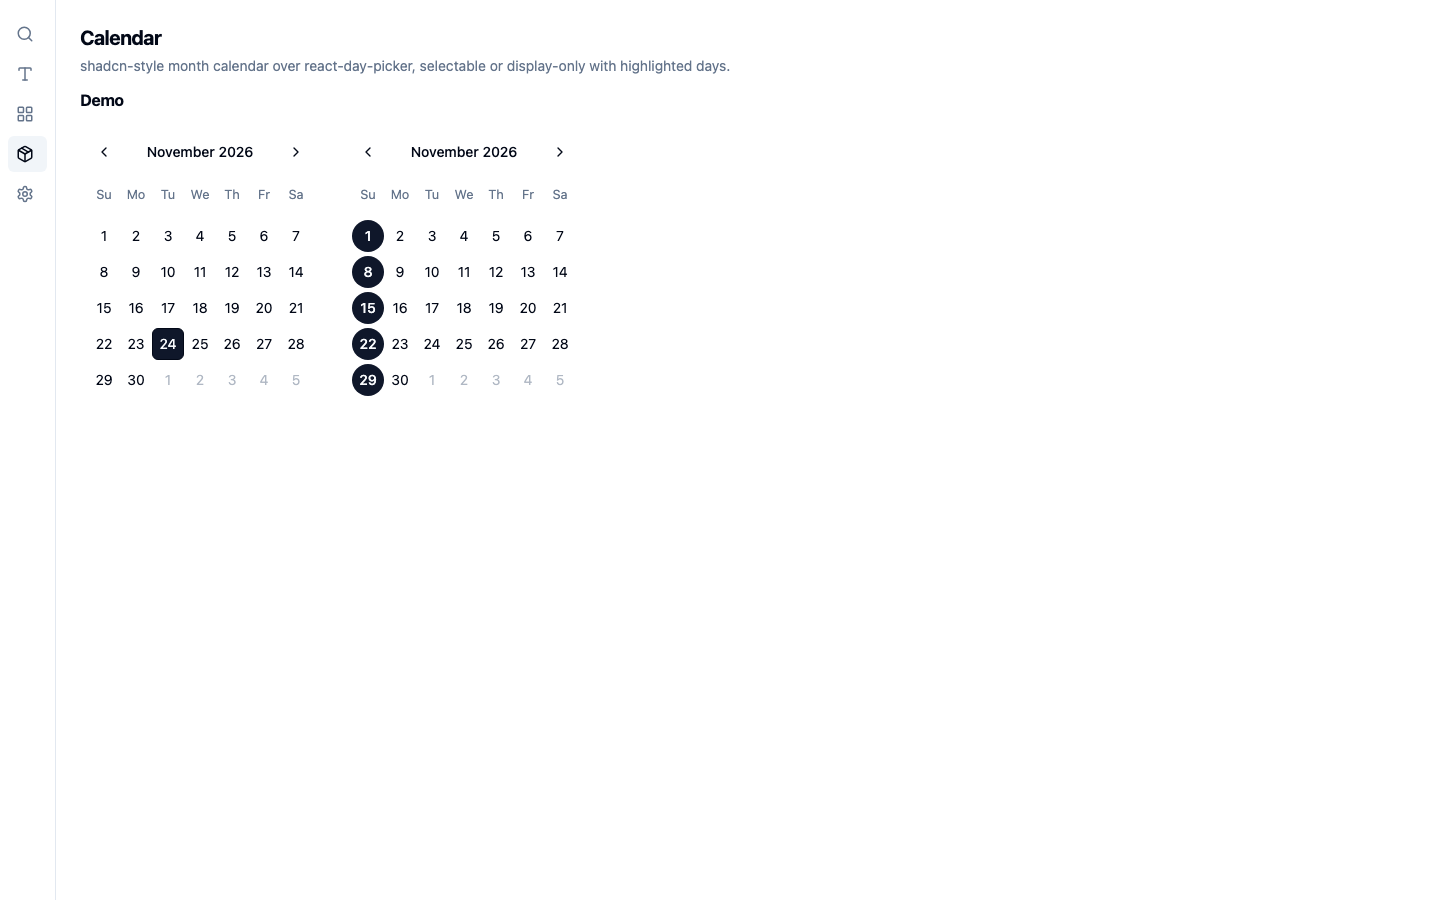 Calendar
shadcn-style month calendar over react-day-picker, selectable or display-only with highlighted days.
Demo
November 2026
Su Mo Tu We Th Fr Sa
1 2 3 4 5 6 7
8 9 10 11 12 13 14
15 16 17 18 19 20 21
22 23 24 25 26 27 28
29 30 1 2 3 4 5
November 2026
Su Mo Tu We Th Fr Sa
1 2 3 4 5 6 7
8 9 10 11 12 13 14
15 16 17 18 19 20 21
22 23 24 25 26 27 28
29 30 1 2 3 4 5